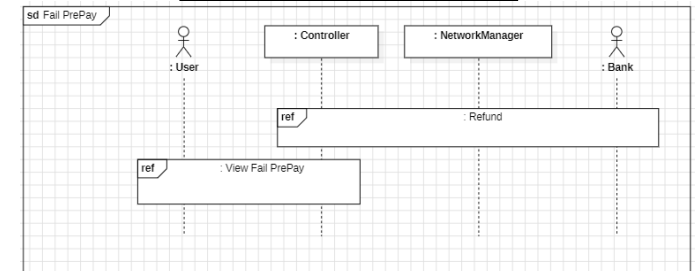 sd Fail PrePay
: User
: Controller
: NetworkManager
: Bank
ref : Refund
ref : View Fail PrePay